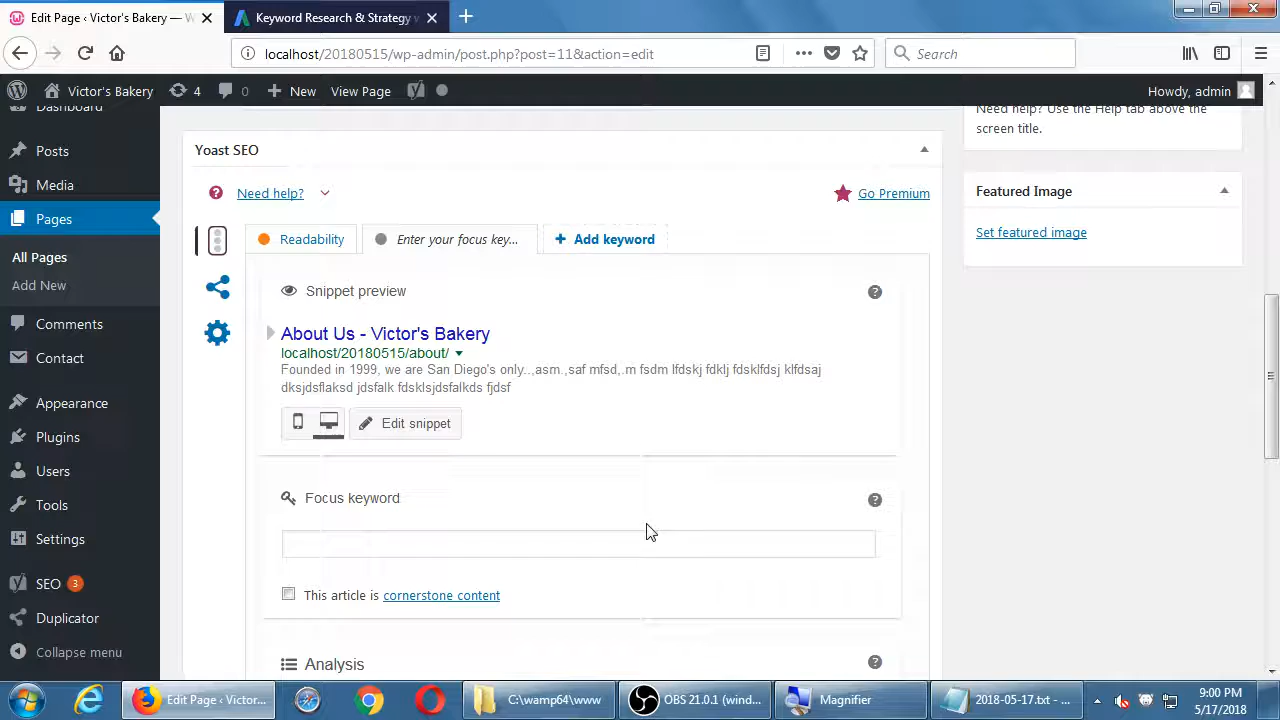 Edit Page ‹ Victor's Bakery — W
Keyword Research & Strategy w
localhost/20180515/wp-admin/post.php?post=11&action=edit
Search
Victor's Bakery
4
0
New
View Page
Howdy, admin
Dashboard
Posts
Media
Pages
All Pages
Add New
Comments
Contact
Appearance
Plugins
Users
Tools
Settings
SEO 3
Duplicator
Collapse menu
Yoast SEO
Need help?
Go Premium
Readability
Enter your focus key...
Add keyword
Snippet preview
About Us - Victor's Bakery
localhost/20180515/about/
Founded in 1999, we are San Diego's only..,asm.,saf mfsd,.m fsdm lfdskj fdklj fdsklfdsj klfdsaj
dksjdsflaksd jdsfalk fdsklsjdsfalkds fjdsf
Edit snippet
Focus keyword
This article is cornerstone content
Analysis
Need help? Use the Help tab above the
screen title.
Featured Image
Set featured image
Edit Page ‹ Victor...
C:\wamp64\www
OBS 21.0.1 (wind...
Magnifier
2018-05-17.txt - ...
9:00 PM
5/17/2018